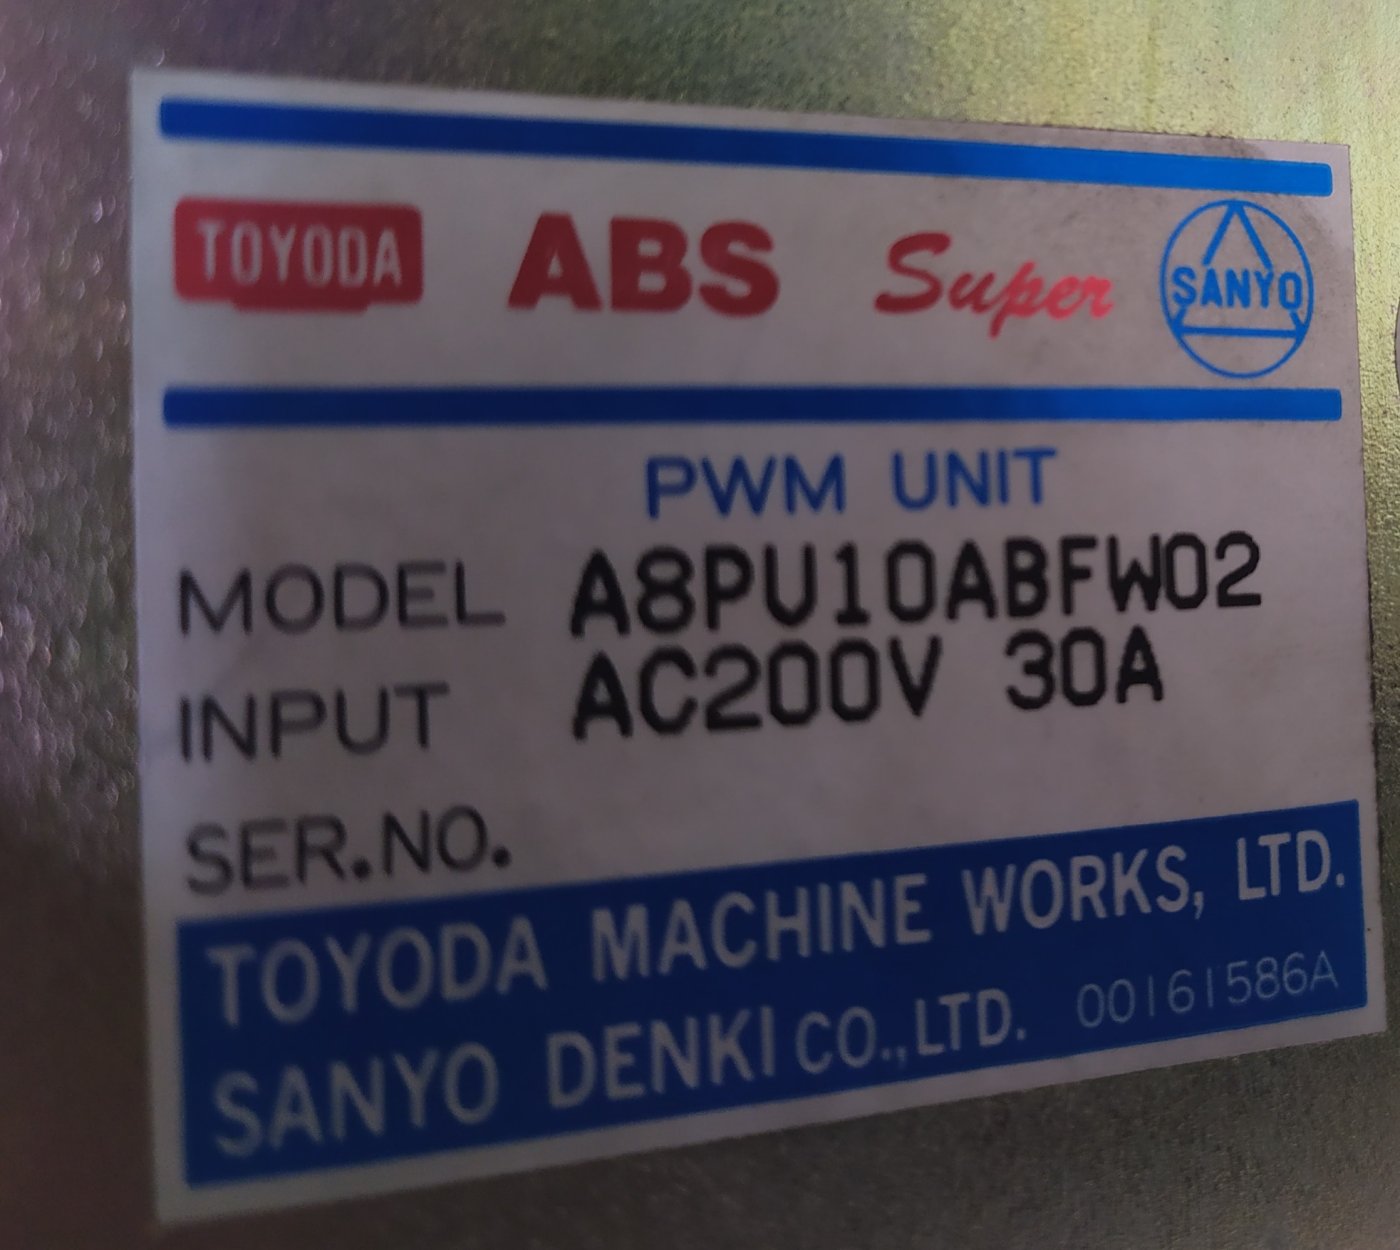 TOYODA ABS Super SANYO
PWM UNIT
MODEL A8PU10ABFW02
INPUT AC200V 30A
SER.NO.
TOYODA MACHINE WORKS, LTD.
SANYO DENKI CO.,LTD. 00161586A